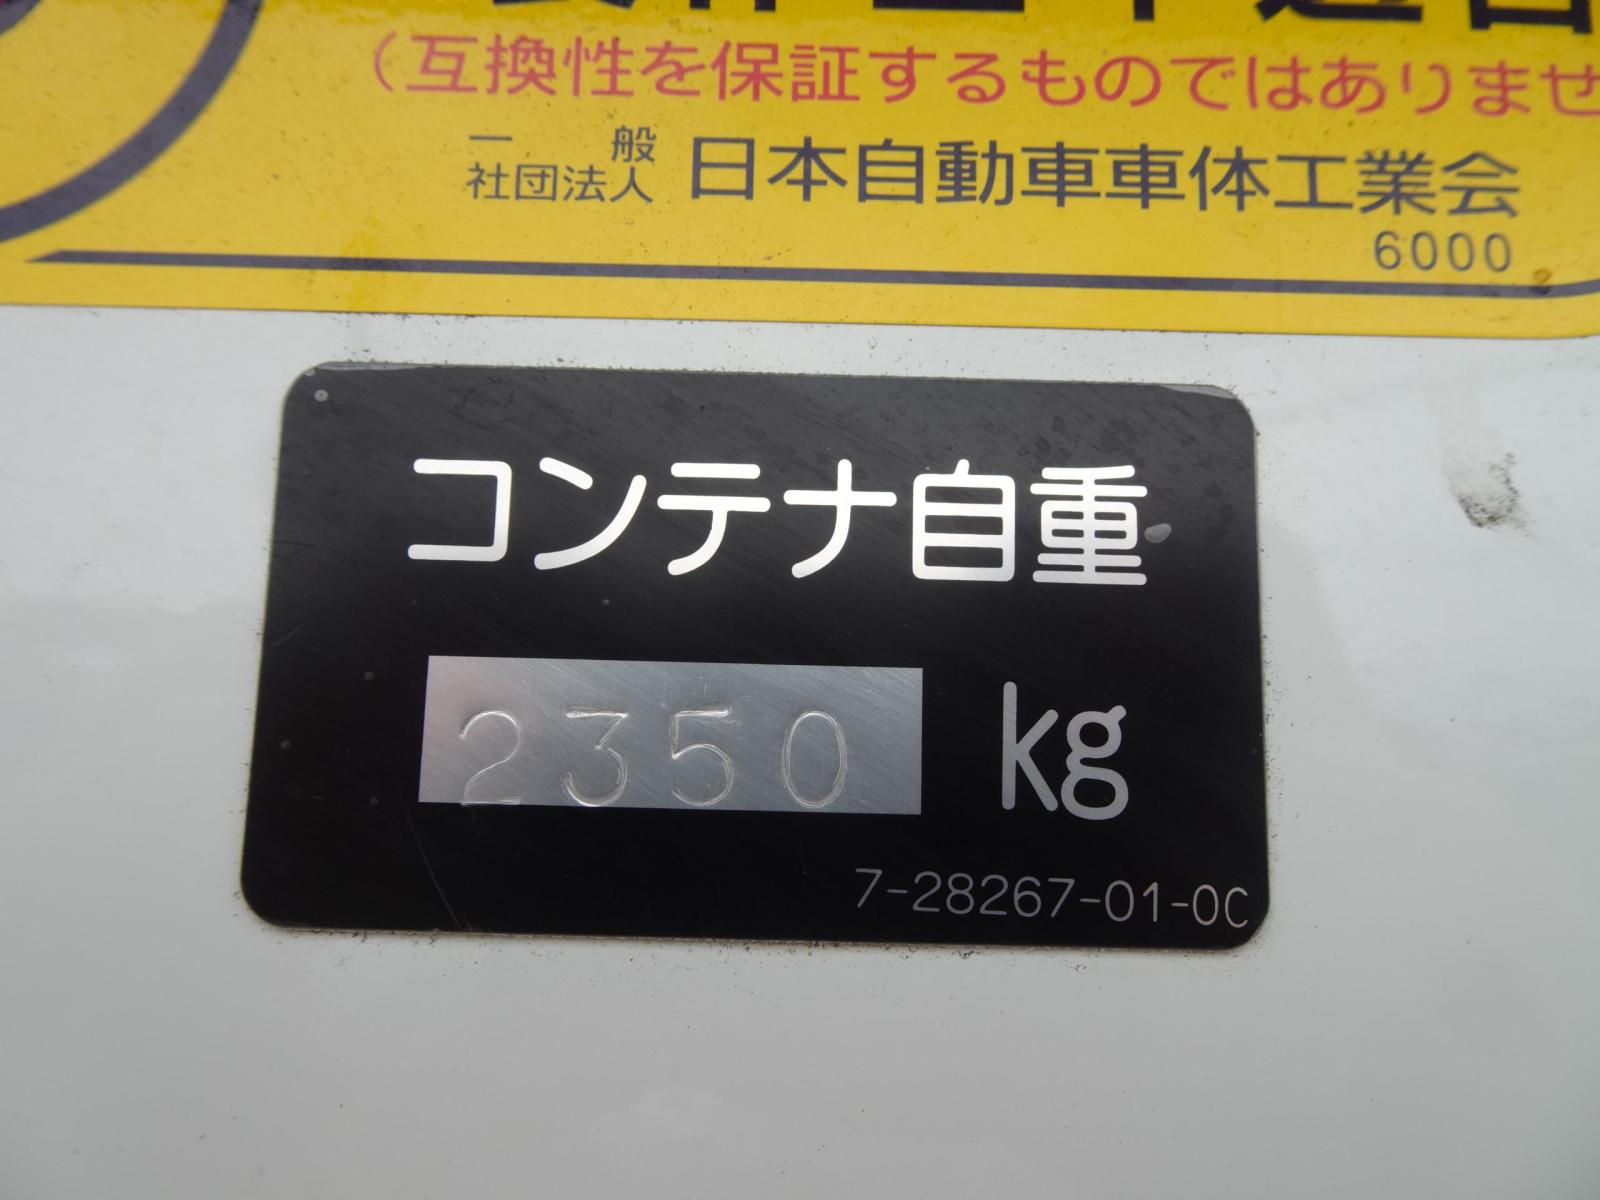 (互換性を保証するものではありませ
一般
社団法人 日本自動車車体工業会
6000
コンテナ自重
2350 kg
7-28267-01-0C